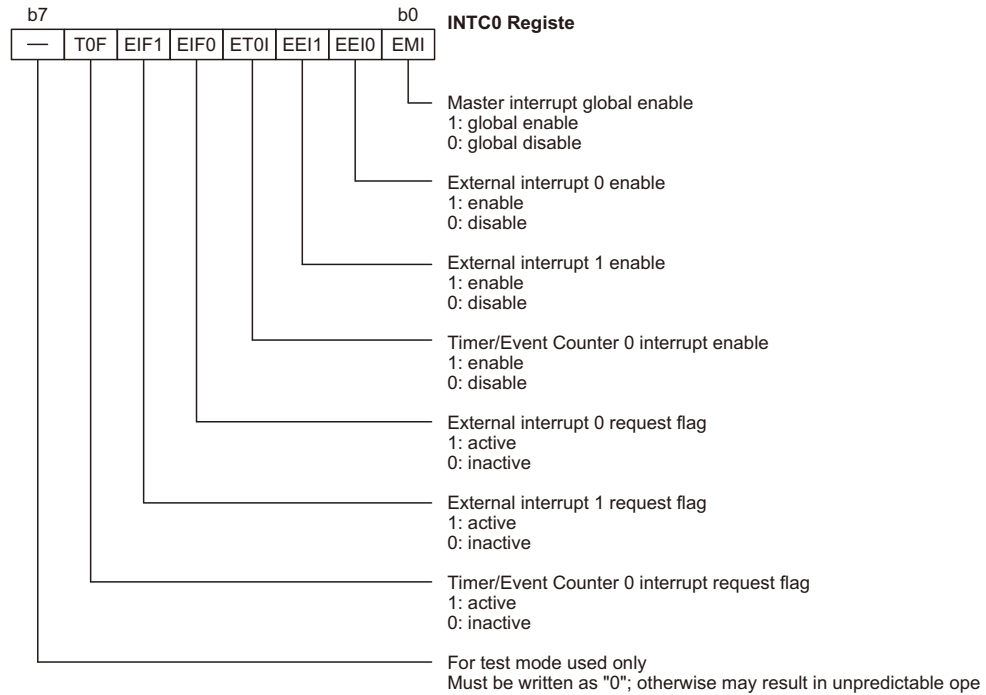 b7 b0
INTC0 Registe
— T0F EIF1 EIF0 ET0I EEI1 EEI0 EMI
Master interrupt global enable
1: global enable
0: global disable
External interrupt 0 enable
1: enable
0: disable
External interrupt 1 enable
1: enable
0: disable
Timer/Event Counter 0 interrupt enable
1: enable
0: disable
External interrupt 0 request flag
1: active
0: inactive
External interrupt 1 request flag
1: active
0: inactive
Timer/Event Counter 0 interrupt request flag
1: active
0: inactive
For test mode used only
Must be written as "0"; otherwise may result in unpredictable ope